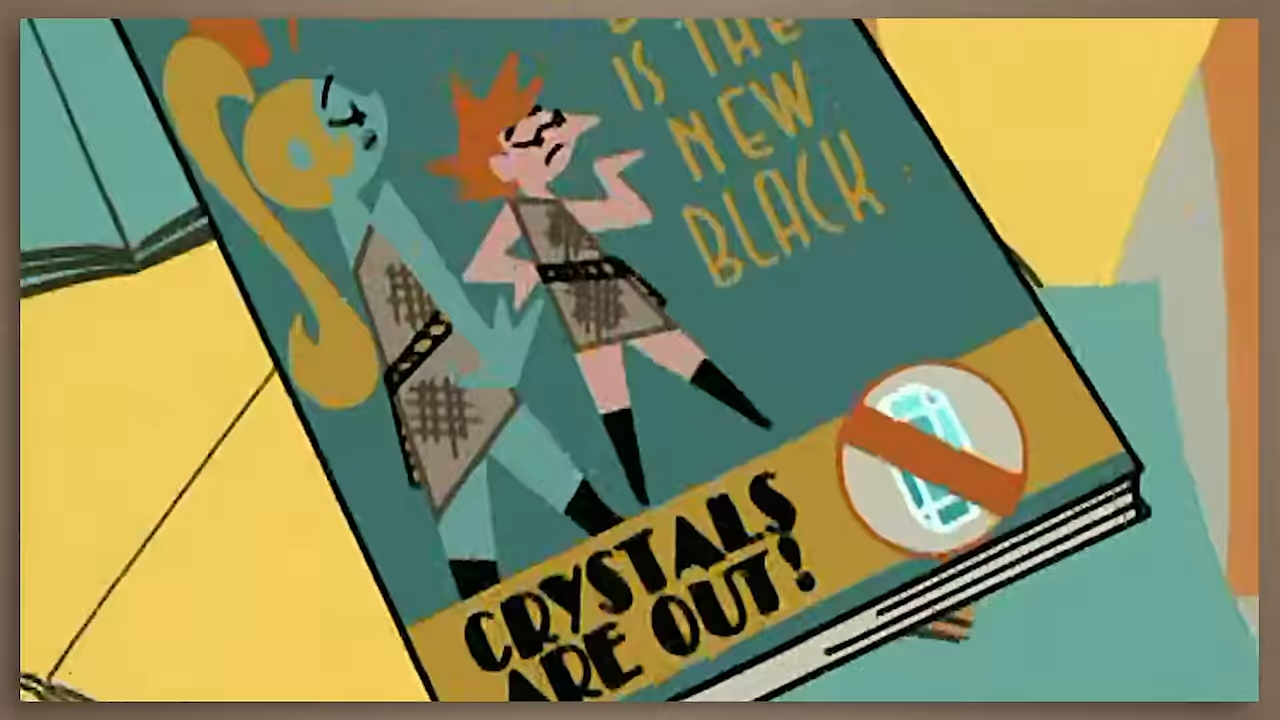 IS THE
NEW
BLACK
CRYSTALS
ARE OUT!